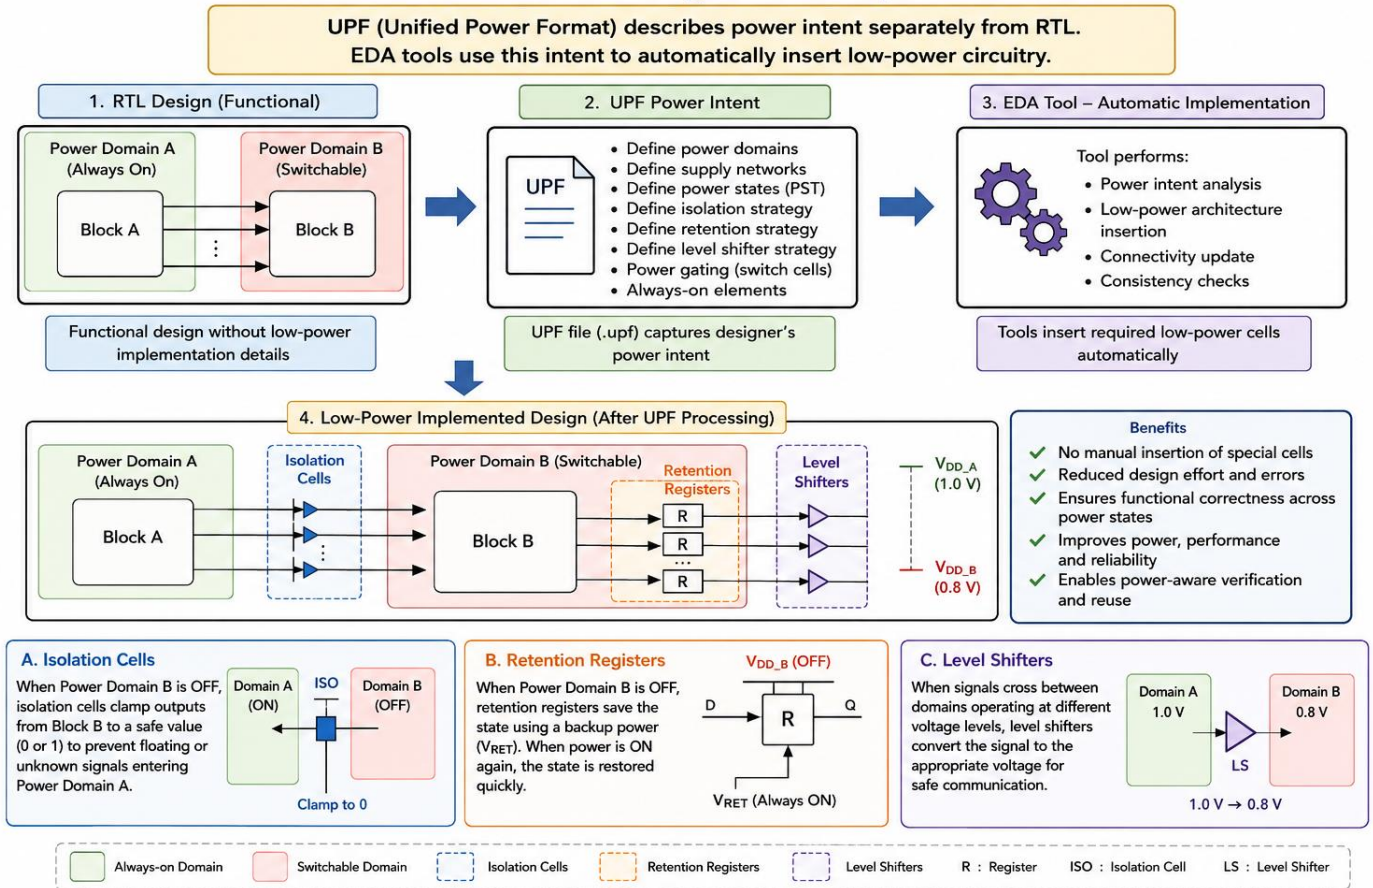 UPF (Unified Power Format) describes power intent separately from RTL.
EDA tools use this intent to automatically insert low-power circuitry.
1. RTL Design (Functional)
Power Domain A
(Always On)
Power Domain B
(Switchable)
Block A
Block B
Functional design without low-power
implementation details
2. UPF Power Intent
UPF
• Define power domains
• Define supply networks
• Define power states (PST)
• Define isolation strategy
• Define retention strategy
• Define level shifter strategy
• Power gating (switch cells)
• Always-on elements
UPF file (.upf) captures designer's
power intent
3. EDA Tool – Automatic Implementation
Tool performs:
• Power intent analysis
• Low-power architecture
insertion
• Connectivity update
• Consistency checks
Tools insert required low-power cells
automatically
4. Low-Power Implemented Design (After UPF Processing)
Power Domain A
(Always On)
Block A
Isolation
Cells
Power Domain B (Switchable)
Block B
Retention
Registers
R
R
R
Level
Shifters
VDD_A
(1.0 V)
VDD_B
(0.8 V)
Benefits
No manual insertion of special cells
Reduced design effort and errors
Ensures functional correctness across
power states
Improves power, performance
and reliability
Enables power-aware verification
and reuse
A. Isolation Cells
When Power Domain B is OFF,
isolation cells clamp outputs
from Block B to a safe value
(0 or 1) to prevent floating or
unknown signals entering
Power Domain A.
Domain A
(ON)
ISO
Domain B
(OFF)
Clamp to 0
B. Retention Registers
When Power Domain B is OFF,
retention registers save the
state using a backup power
(VRET). When power is ON
again, the state is restored
quickly.
VDD_B (OFF)
D
R
Q
VRET (Always ON)
C. Level Shifters
When signals cross between
domains operating at different
voltage levels, level shifters
convert the signal to the
appropriate voltage for
safe communication.
Domain A
1.0 V
LS
Domain B
0.8 V
1.0 V → 0.8 V
Always-on Domain
Switchable Domain
Isolation Cells
Retention Registers
Level Shifters
R : Register
ISO : Isolation Cell
LS : Level Shifter